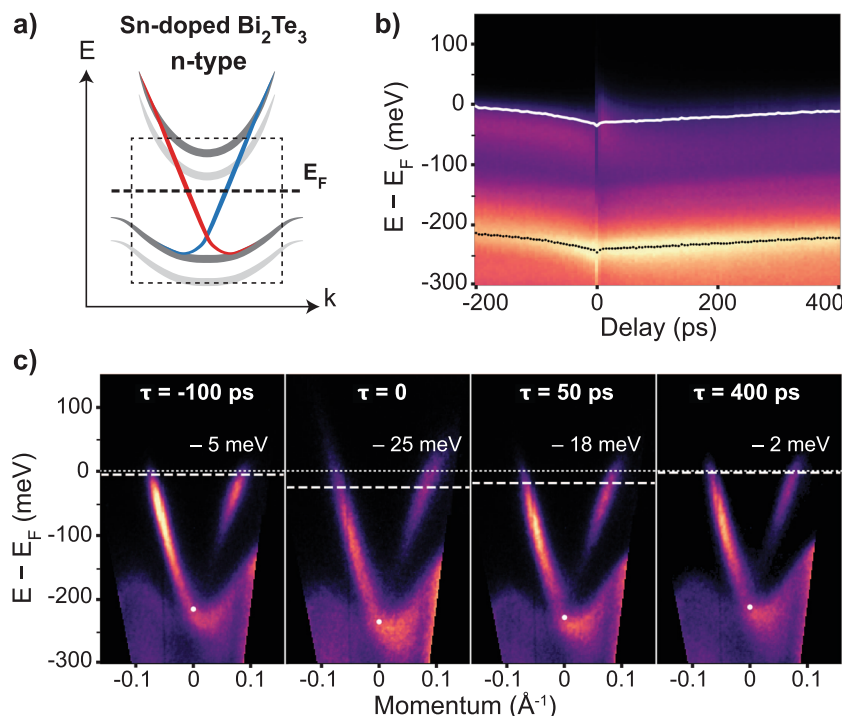 a)
Sn-doped Bi₂Te₃
n-type
E
E_F
k
b)
E − E_F (meV)
100
0
-100
-200
-300
-200
0
200
400
Delay (ps)
c)
E − E_F (meV)
100
0
-100
-200
-300
τ = -100 ps
− 5 meV
τ = 0
− 25 meV
τ = 50 ps
− 18 meV
τ = 400 ps
− 2 meV
-0.1 0 0.1
-0.1 0 0.1
-0.1 0 0.1
-0.1 0 0.1
Momentum (Å⁻¹)